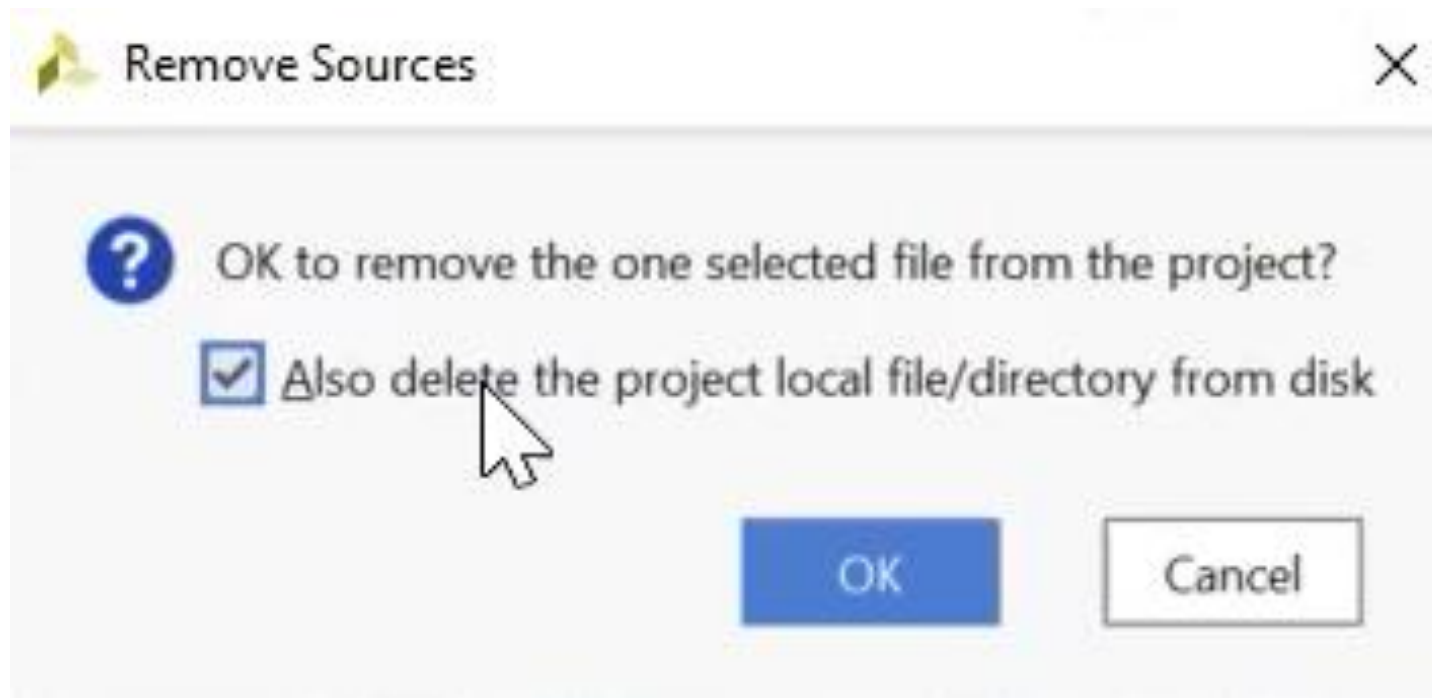 Remove Sources
OK to remove the one selected file from the project?
Also delete the project local file/directory from disk
OK
Cancel